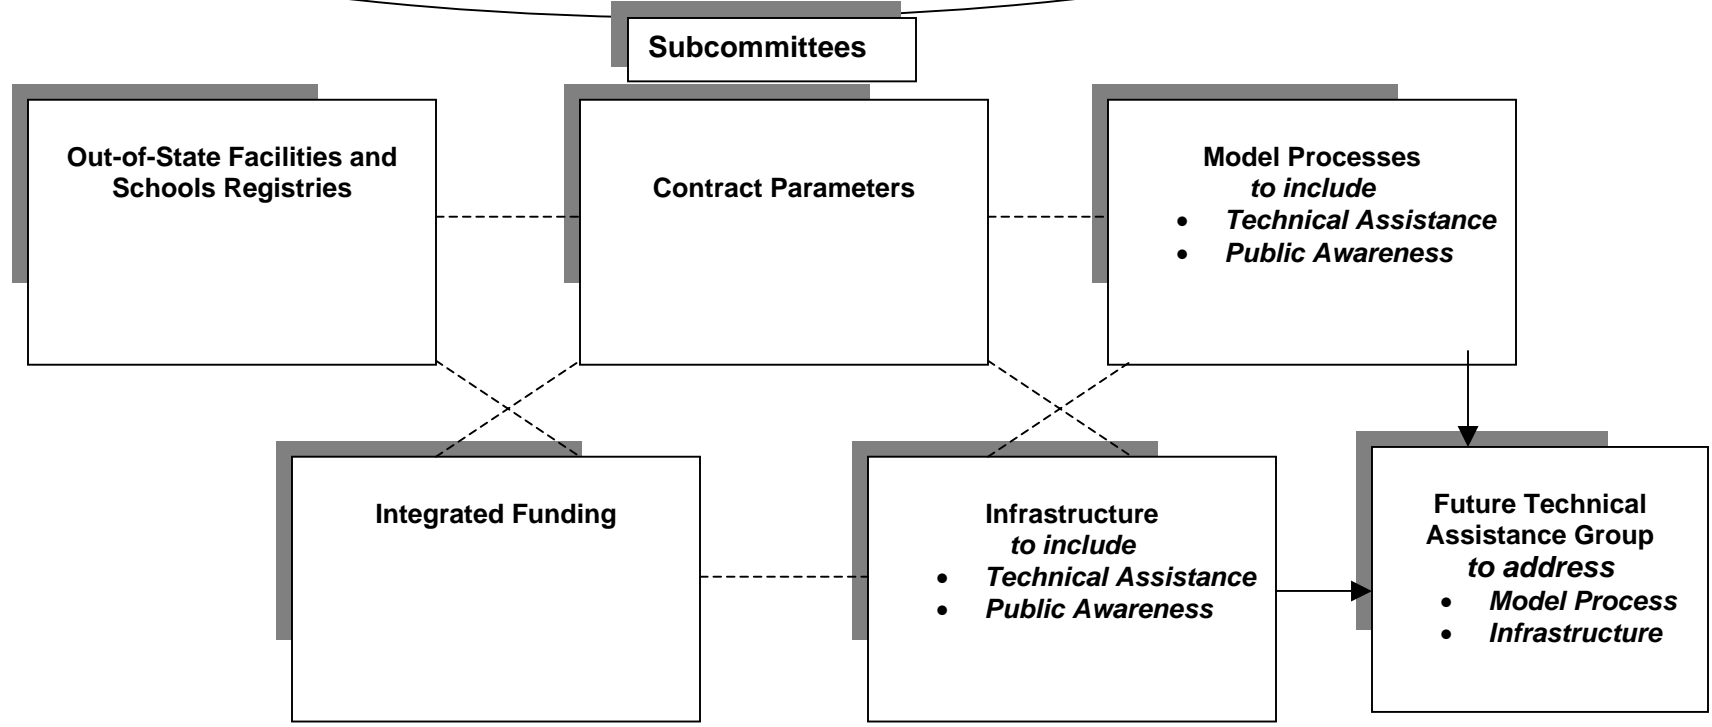 Subcommittees
Out-of-State Facilities and
Schools Registries
Contract Parameters
Model Processes
to include
• Technical Assistance
• Public Awareness
Integrated Funding
Infrastructure
to include
• Technical Assistance
• Public Awareness
Future Technical
Assistance Group
to address
• Model Process
• Infrastructure